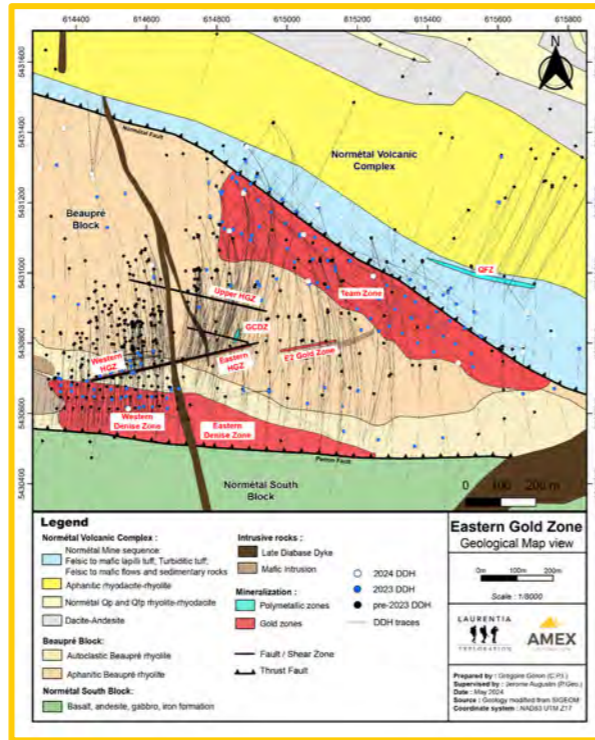 614400 614600 614800 615000 615200 615400 615600 615800
5431600
5431400
5431200
5431000
5430800
5430600
5430400
N
Normétal Fault
Normétal Volcanic
Complex
Beaupré
Block
QFZ
Team Zone
Upper HGZ
GCDZ
Western
HGZ
Eastern
HGZ
E2 Gold Zone
Western
Denise Zone
Eastern
Denise Zone
Perron Fault
Normétal South
Block
0 100 200 m
Legend
Normétal Volcanic Complex :
Normétal Mine sequence:
Felsic to mafic lapilli tuff; Turbiditic tuff;
Felsic to mafic flows and sedimentary rocks
Aphanitic rhyodacite-rhyolite
Normétal Qp and Qfp rhyolite-rhyodacite
Dacite-Andesite
Beaupré Block:
Autoclastic Beaupré rhyolite
Aphanitic Beaupré rhyolite
Normétal South Block:
Basalt, andesite, gabbro, iron formation
Intrusive rocks:
Late Diabase Dyke
Mafic Intrusion
Mineralization :
Polymetallic zones
Gold zones
Fault / Shear Zone
Thrust Fault
2024 DDH
2023 DDH
pre-2023 DDH
DDH traces
Eastern Gold Zone
Geological Map view
0m 100m 200m
Scale : 1/8000
LAURENTIA
EXPLORATION
AMEX
Prepared by : Grégoire Géron (C.P.I.)
Supervised by : Jerome Augustin (P.Geo.)
Date : May 2024
Source : Geology modified from SIGEOM
Coordinate system : NAD83 UTM Z17